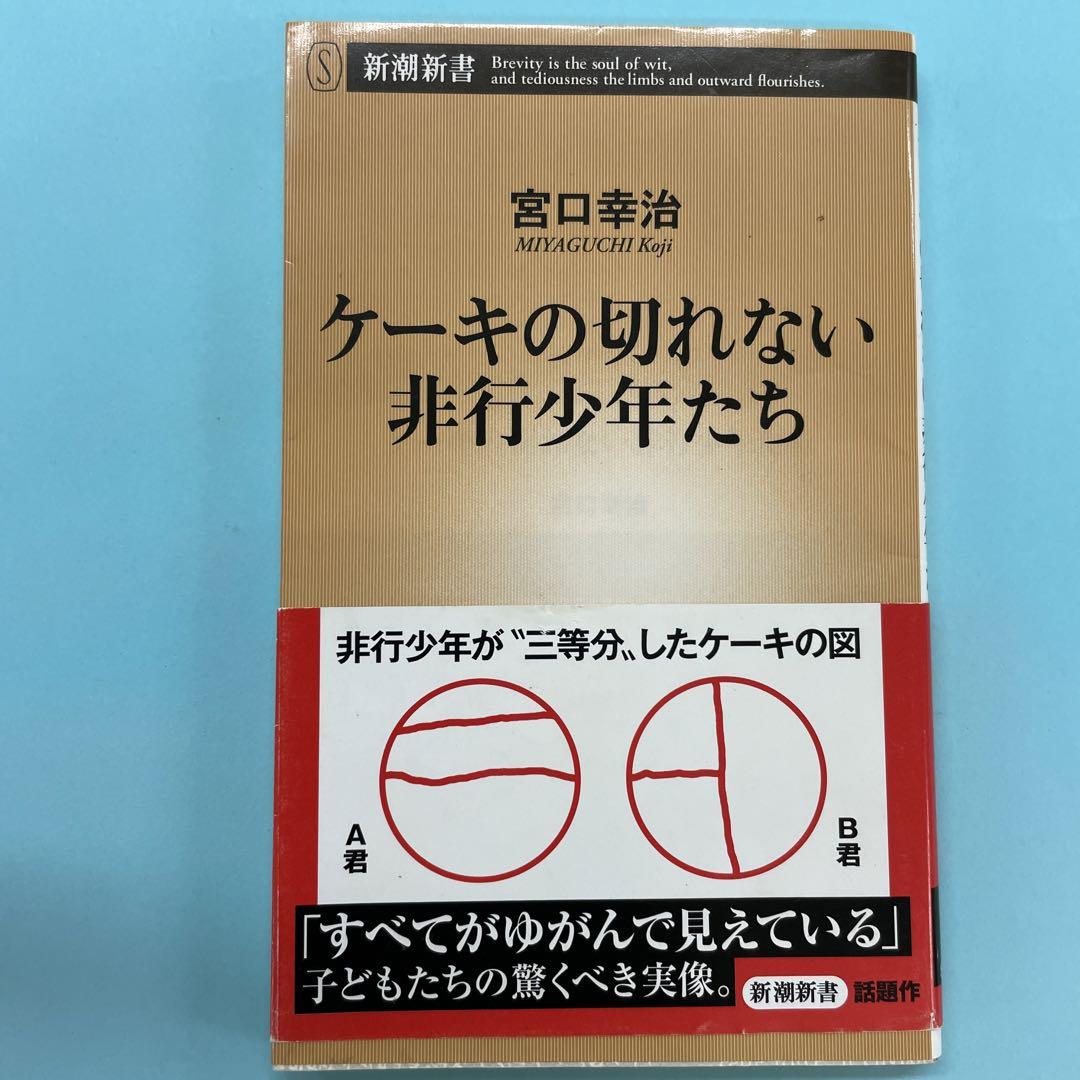 S
新潮新書
Brevity is the soul of wit,
and tediousness the limbs and outward flourishes.
宮口幸治
MIYAGUCHI Koji
ケーキの切れない
非行少年たち
非行少年が〝三等分〟したケーキの図
A君
B君
「すべてがゆがんで見えている」
子どもたちの驚くべき実像。
新潮新書 話題作